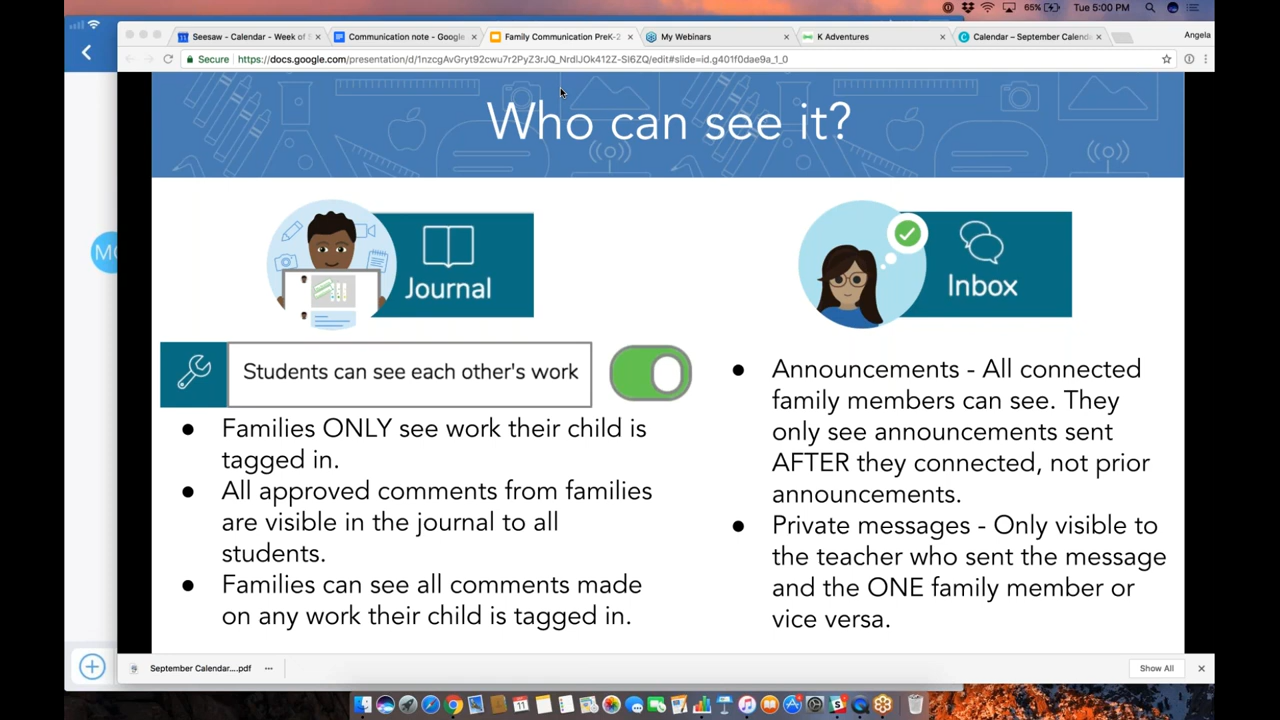 65%
Tue 5:00 PM
Seesaw - Calendar - Week of
Communication note - Google
Family Communication PreK-2
My Webinars
K Adventures
Calendar – September Calenda
Angela
Secure
https://docs.google.com/presentation/d/1nzcgAvGryt92cwu7r2PyZ3rJQ_NrdlJOk412Z-Sl6ZQ/edit#slide=id.g401f0dae9a_1_0
Who can see it?
Journal
Inbox
Students can see each other's work
● Families ONLY see work their child is
tagged in.
● All approved comments from families
are visible in the journal to all
students.
● Families can see all comments made
on any work their child is tagged in.
● Announcements - All connected
family members can see. They
only see announcements sent
AFTER they connected, not prior
announcements.
● Private messages - Only visible to
the teacher who sent the message
and the ONE family member or
vice versa.
MC
September Calendar....pdf
Show All